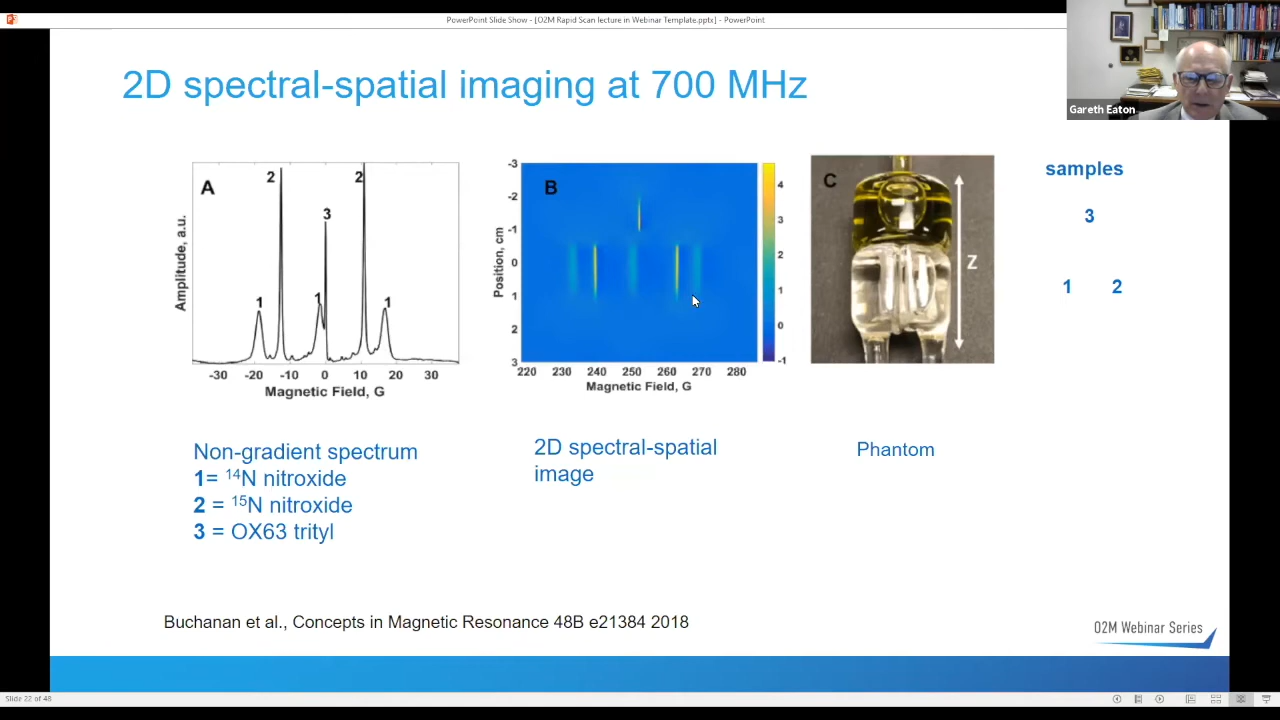 PowerPoint Slide Show - [O2M Rapid Scan lecture in Webinar Template.pptx] - PowerPoint
Gareth Eaton
2D spectral-spatial imaging at 700 MHz
A
2
2
3
1
1
1
Amplitude, a.u.
-30 -20 -10 0 10 20 30
Magnetic Field, G
B
Position, cm
-3
-2
-1
0
1
2
3
220 230 240 250 260 270 280
Magnetic Field, G
4
3
2
1
0
-1
C
Z
samples
3
1 2
Non-gradient spectrum
1= 14N nitroxide
2 = 15N nitroxide
3 = OX63 trityl
2D spectral-spatial
image
Phantom
Buchanan et al., Concepts in Magnetic Resonance 48B e21384 2018
O2M Webinar Series
Slide 22 of 48